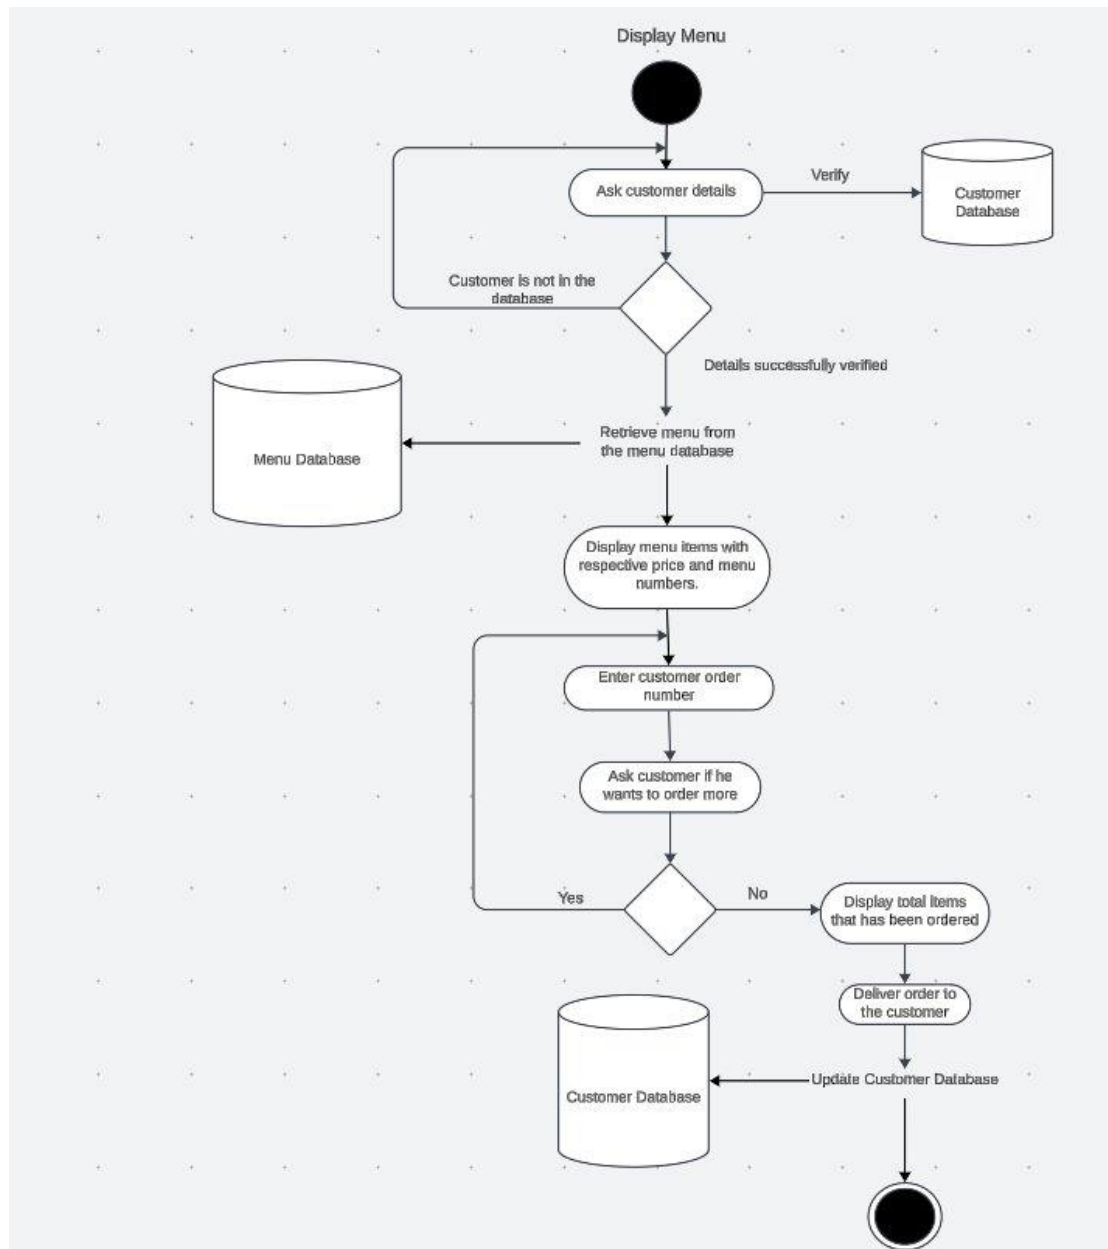 Display Menu
Ask customer details
Verify
Customer
Database
Customer is not in the
database
Details successfully verified
Retrieve menu from
the menu database
Menu Database
Display menu items with
respective price and menu
numbers.
Enter customer order
number
Ask customer if he
wants to order more
Yes
No
Display total Items
that has been ordered
Deliver order to
the customer
Update Customer Database
Customer Database